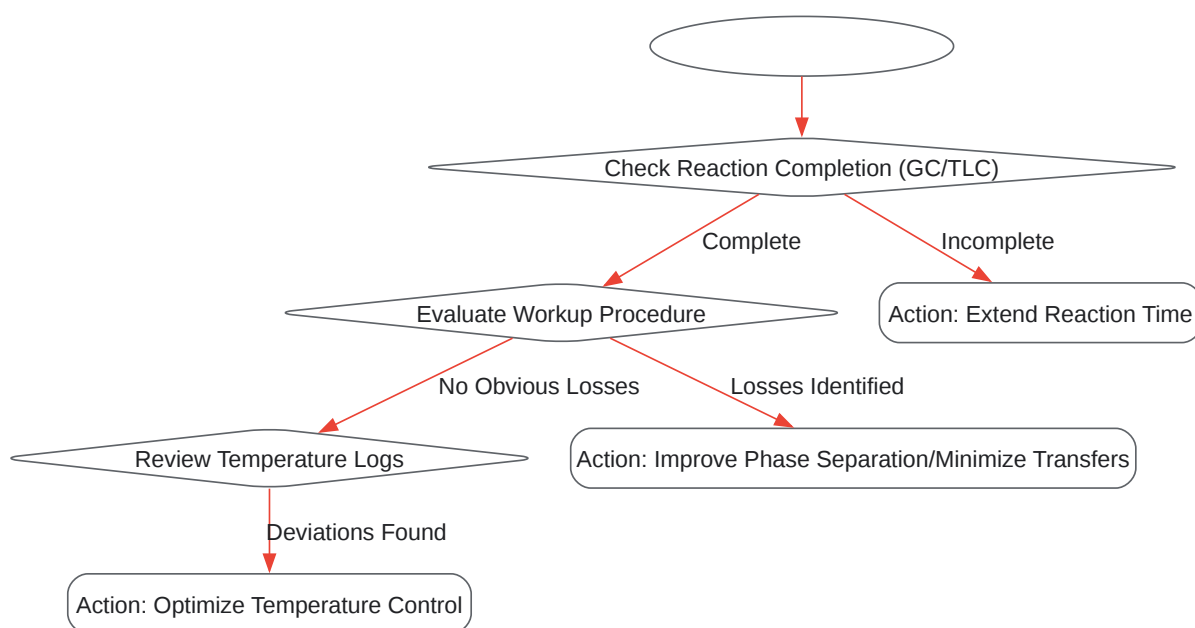 Check Reaction Completion (GC/TLC)
Complete
Incomplete
Evaluate Workup Procedure
Action: Extend Reaction Time
No Obvious Losses
Losses Identified
Review Temperature Logs
Action: Improve Phase Separation/Minimize Transfers
Deviations Found
Action: Optimize Temperature Control